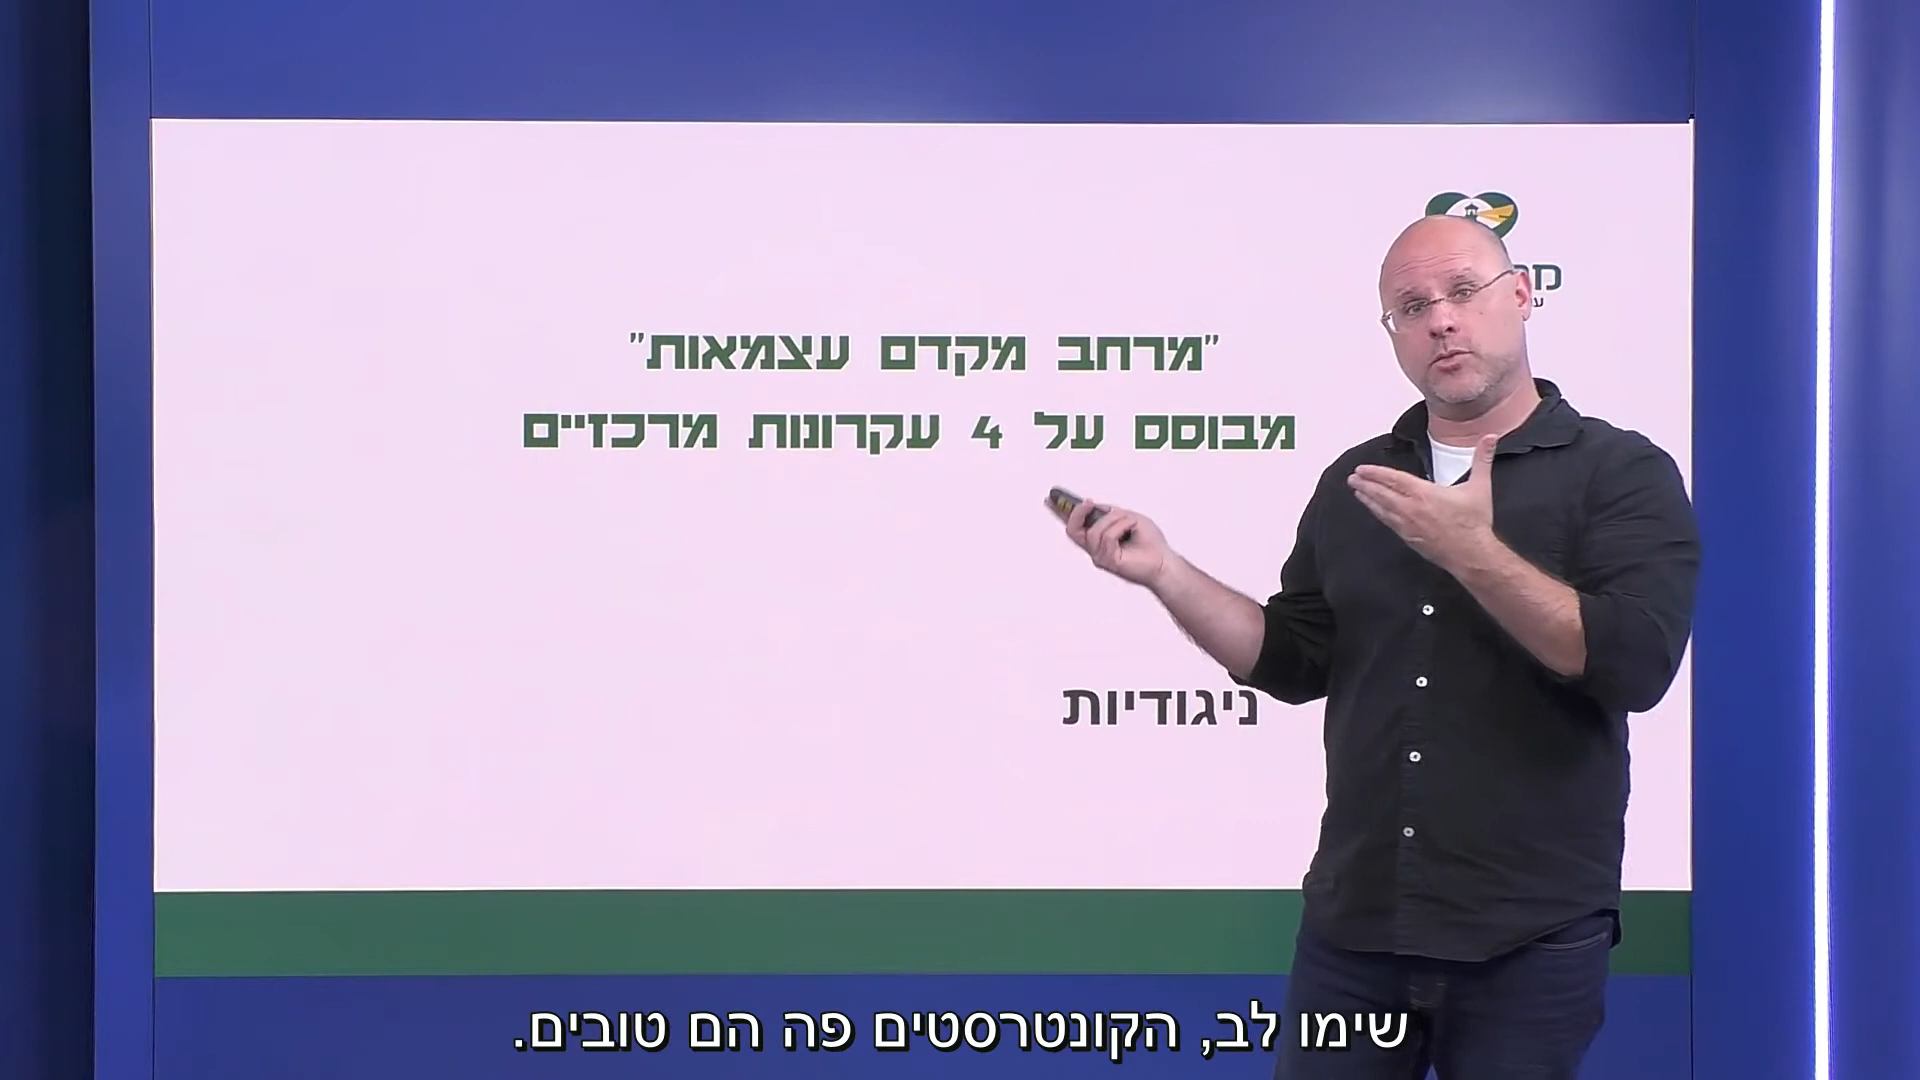 "מרחב מקדם עצמאות"
מבוסס על 4 עקרונות מרכזיים
ניגודיות
שימו לב, הקונטרסטים פה הם טובים.